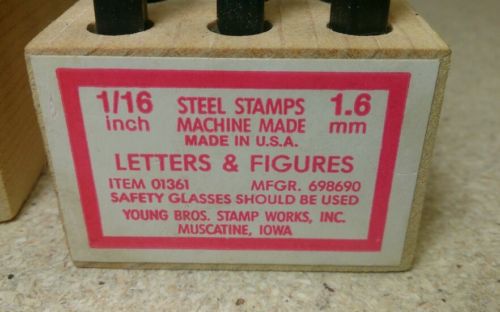 1/16 STEEL STAMPS 1.6
inch MACHINE MADE mm
MADE IN U.S.A.
LETTERS & FIGURES
ITEM 01361 MFGR. 698690
SAFETY GLASSES SHOULD BE USED
YOUNG BROS. STAMP WORKS, INC.
MUSCATINE, IOWA